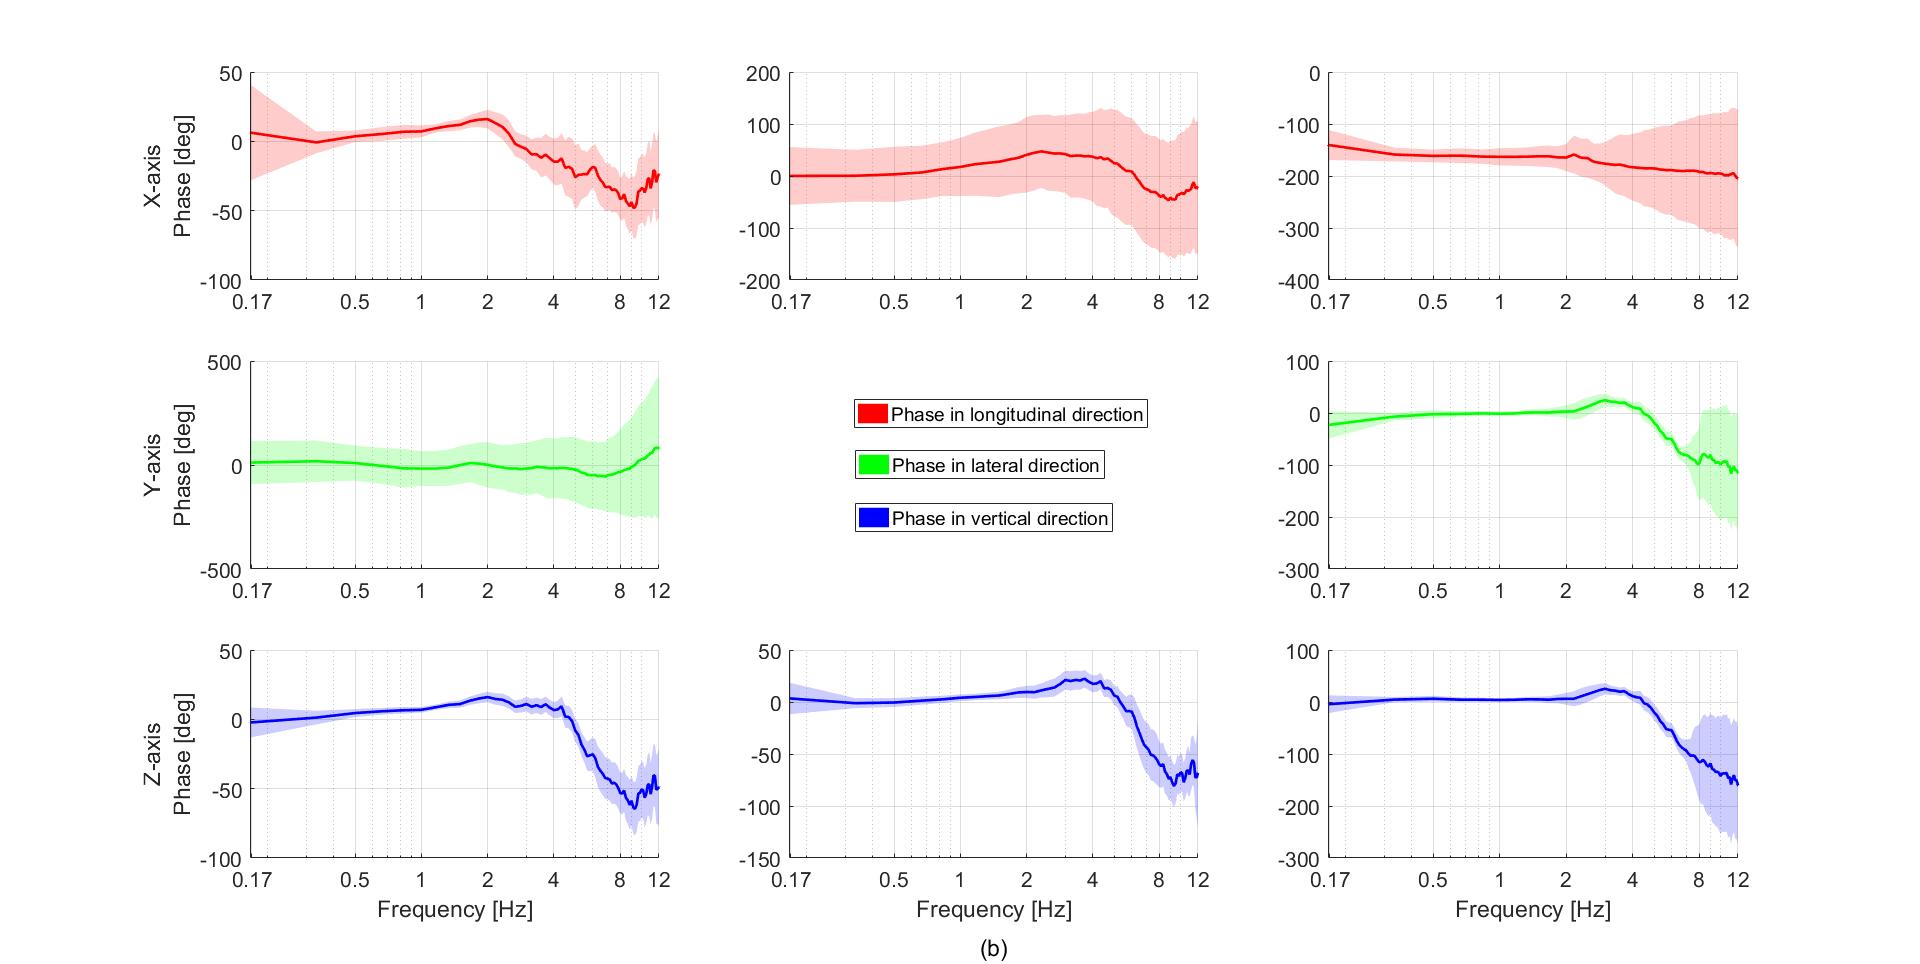 50
0
-50
-100
0.17 0.5 1 2 4 8 12
X-axis
Phase [deg]
200
100
0
-100
-200
0.17 0.5 1 2 4 8 12
0
-100
-200
-300
-400
0.17 0.5 1 2 4 8 12
500
0
-500
0.17 0.5 1 2 4 8 12
Y-axis
Phase [deg]
Phase in longitudinal direction
Phase in lateral direction
Phase in vertical direction
100
0
-100
-200
-300
0.17 0.5 1 2 4 8 12
50
0
-50
-100
0.17 0.5 1 2 4 8 12
Z-axis
Phase [deg]
Frequency [Hz]
50
0
-50
-100
-150
0.17 0.5 1 2 4 8 12
Frequency [Hz]
100
0
-100
-200
-300
0.17 0.5 1 2 4 8 12
Frequency [Hz]
(b)